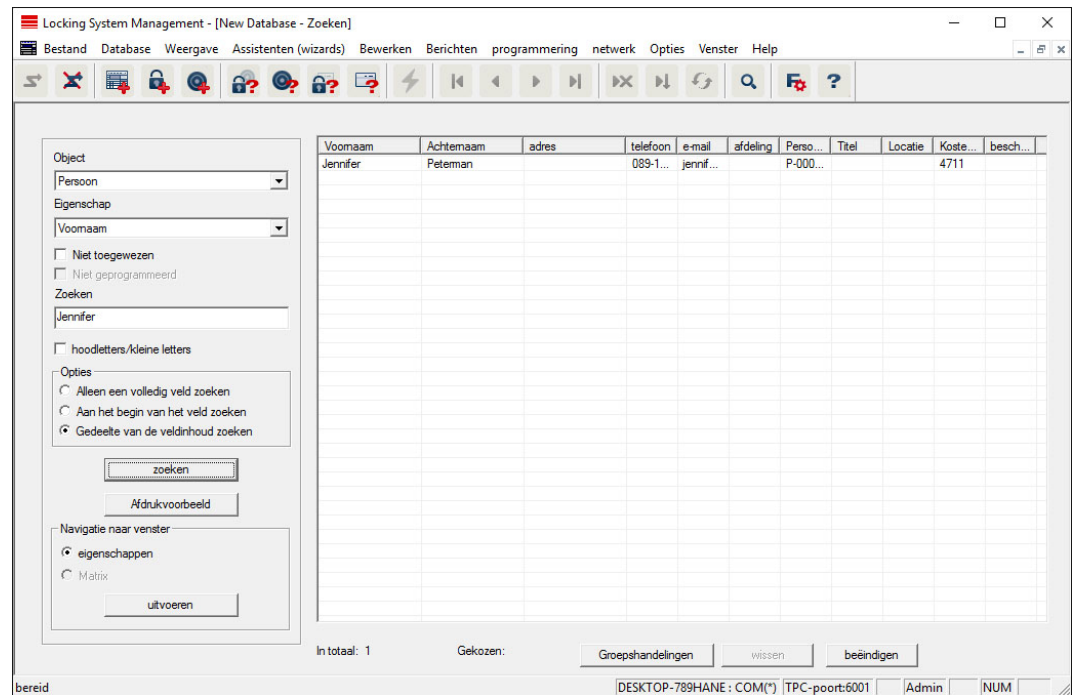 Locking System Management - [New Database - Zoeken]
Bestand Database Weergave Assistenten (wizards) Bewerken Berichten programmering netwerk Opties Venster Help
Object
Persoon
Eigenschap
Voornaam
Niet toegewezen
Niet geprogrammeerd
Zoeken
Jennifer
hoodletters/kleine letters
Opties
Alleen een volledig veld zoeken
Aan het begin van het veld zoeken
Gedeelte van de veldinhoud zoeken
zoeken
Afdrukvoorbeeld
Navigatie naar venster
eigenschappen
Matrix
uitvoeren
Voornaam Achternaam adres telefoon e-mail afdeling Perso... Titel Locatie Koste... besch...
Jennifer Peterman 089-1... jennif... P-000... 4711
In totaal: 1 Gekozen: Groepshandelingen wissen beëindigen
bereid DESKTOP-789HANE : COM(*) TPC-poort:6001 Admin NUM